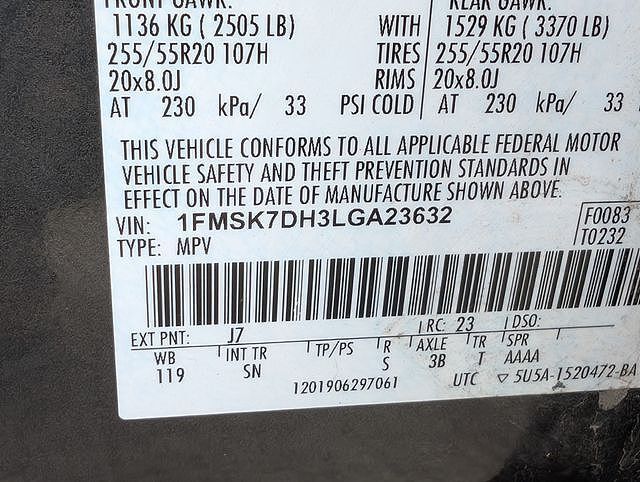 FRONT GAWR: REAR GAWR:
1136 KG ( 2505 LB) WITH 1529 KG ( 3370 LB)
255/55R20 107H TIRES 255/55R20 107H
20x8.0J RIMS 20x8.0J
AT 230 kPa/ 33 PSI COLD AT 230 kPa/ 33
THIS VEHICLE CONFORMS TO ALL APPLICABLE FEDERAL MOTOR
VEHICLE SAFETY AND THEFT PREVENTION STANDARDS IN
EFFECT ON THE DATE OF MANUFACTURE SHOWN ABOVE.
VIN: 1FMSK7DH3LGA23632 F0083
TYPE: MPV T0232
EXT PNT: J7 RC: 23 DSO:
WB INT TR TP/PS R AXLE TR SPR
119 SN S 3B T AAAA
1201906297061 UTC ▽ 5U5A-1520472-BA